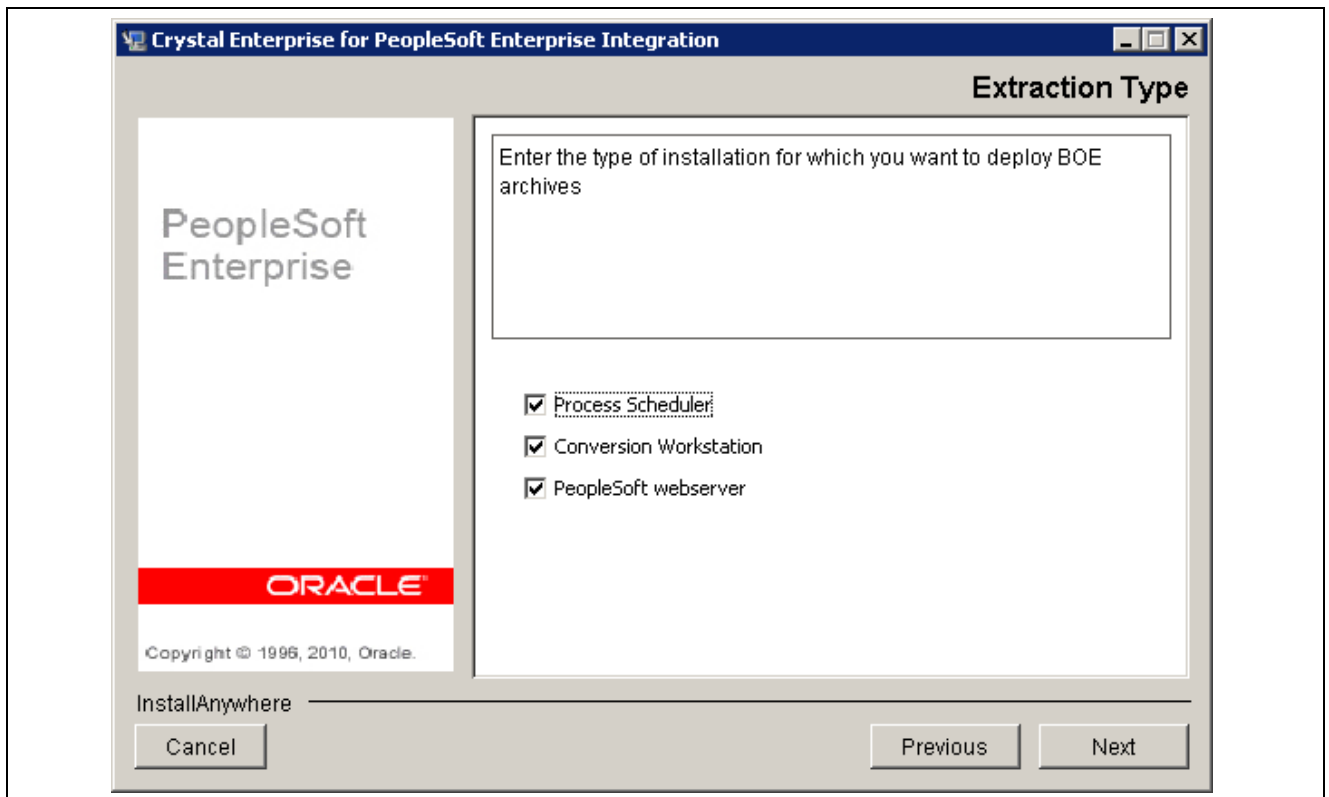 Crystal Enterprise for PeopleSoft Enterprise Integration
Extraction Type
Enter the type of installation for which you want to deploy BOE
archives
PeopleSoft
Enterprise
Process Scheduler
Conversion Workstation
PeopleSoft webserver
ORACLE
Copyright © 1996, 2010, Oracle.
InstallAnywhere
Cancel
Previous
Next